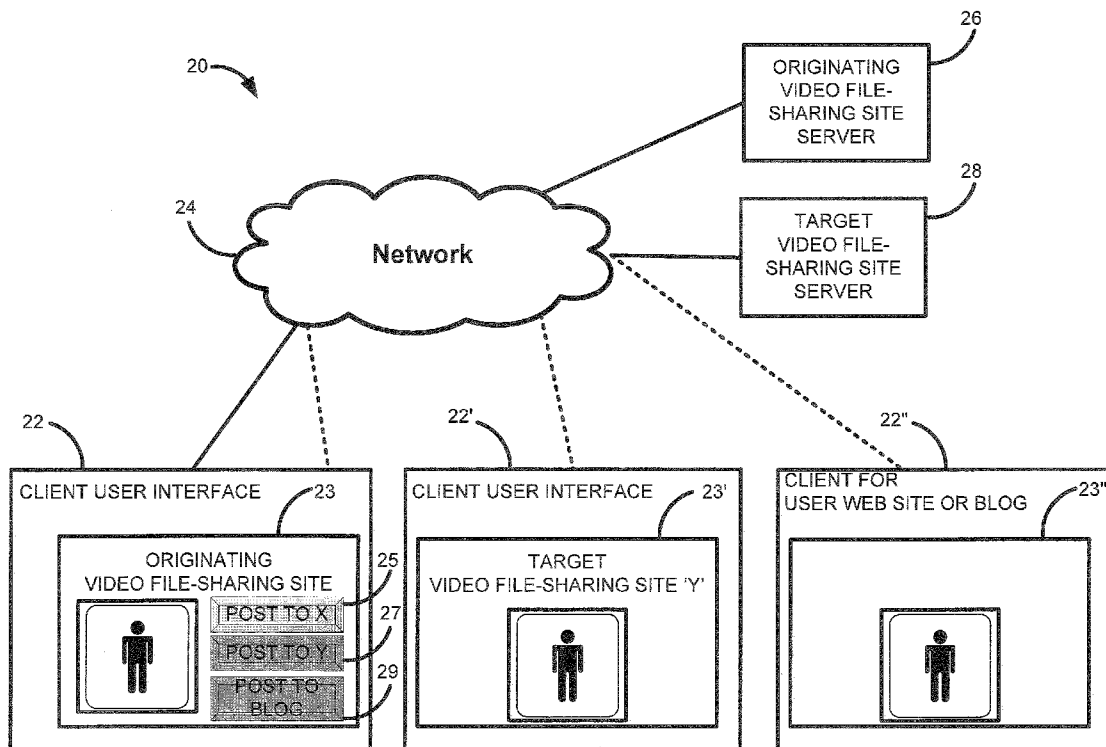 26
20
ORIGINATING
VIDEO FILE-
SHARING SITE
SERVER
28
24
Network
TARGET
VIDEO FILE-
SHARING SITE
SERVER
22
22'
22"
CLIENT USER INTERFACE
23
CLIENT USER INTERFACE
23'
CLIENT FOR
USER WEB SITE OR BLOG
23"
ORIGINATING
VIDEO FILE-SHARING SITE
25
POST TO X
27
POST TO Y
29
POST TO
BLOG
TARGET
VIDEO FILE-SHARING SITE 'Y'